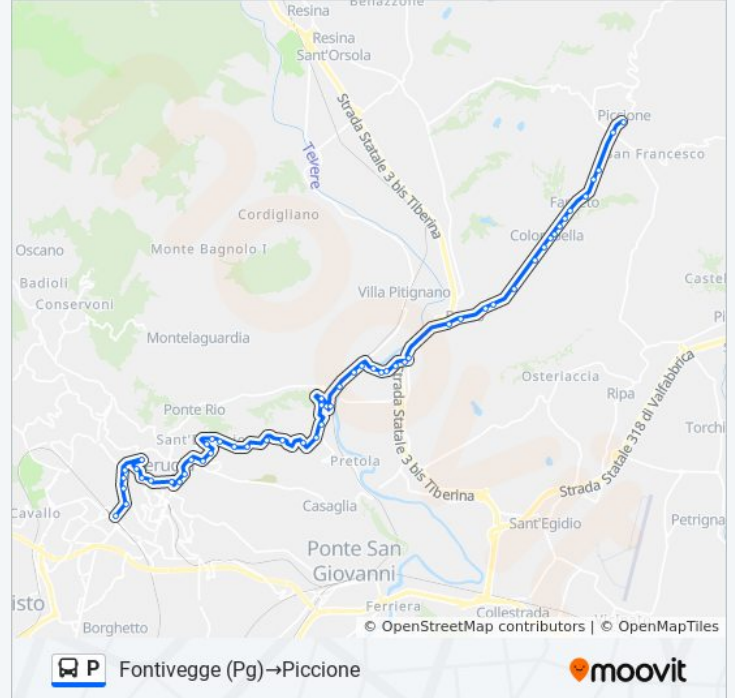 Resina
Benazzone
Resina
Sant'Orsola
Strada Statale 3 bis Tiberina
Tevere
Piccione
San Francesco
Cordigliano
Oscano
Monte Bagnolo I
Badioli
Conservoni
Villa Pitignano
Castel
Montelaguardia
Osteriaccia
Ripa
Strada Statale 318 di Valfabbrica
Ponte Rio
Torchi
Strada Statale 3 bis Tiberina
Pretola
Casaglia
Cavallo
Sant'Egidio
Petrigna
Ponte San
Giovanni
isto
Ferriera
Collestrada
Borghetto
© OpenStreetMap contributors | © OpenMapTiles
P Fontivegge (Pg)→Piccione
moovit